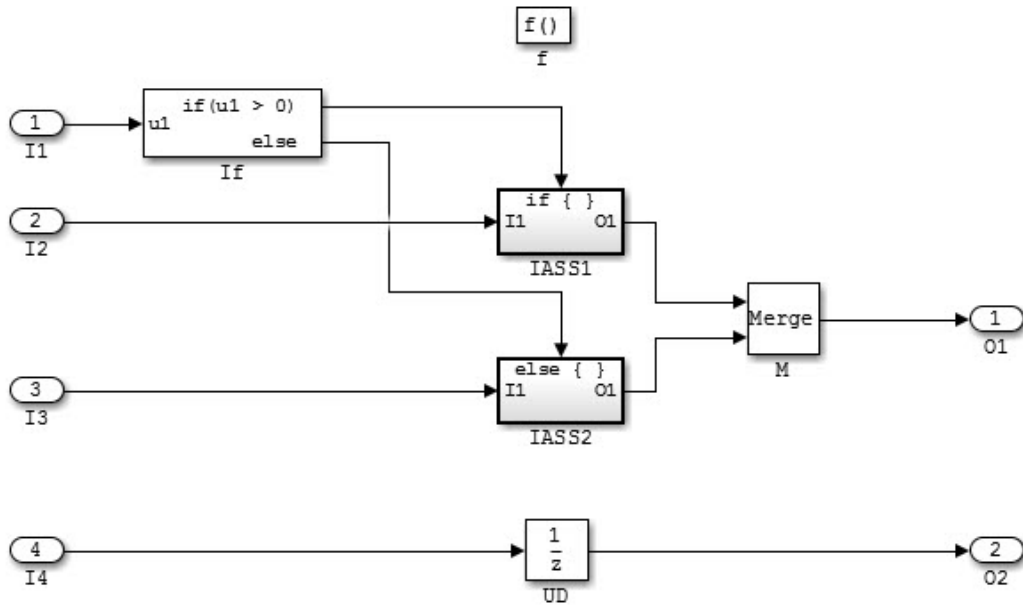 f()
f
1
I1
if(u1 > 0)
u1
else
If
2
I2
if { }
I1 O1
IASS1
Merge
M
1
O1
3
I3
else { }
I1 O1
IASS2
4
I4
1
z
UD
2
O2